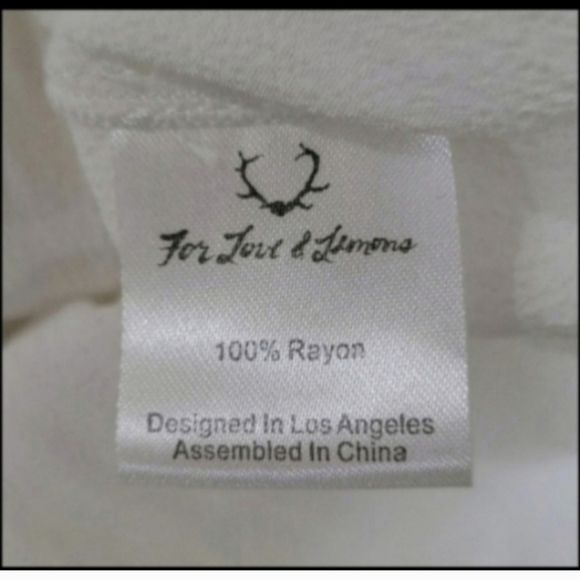 For Love & Lemons
100% Rayon
Designed In Los Angeles
Assembled In China